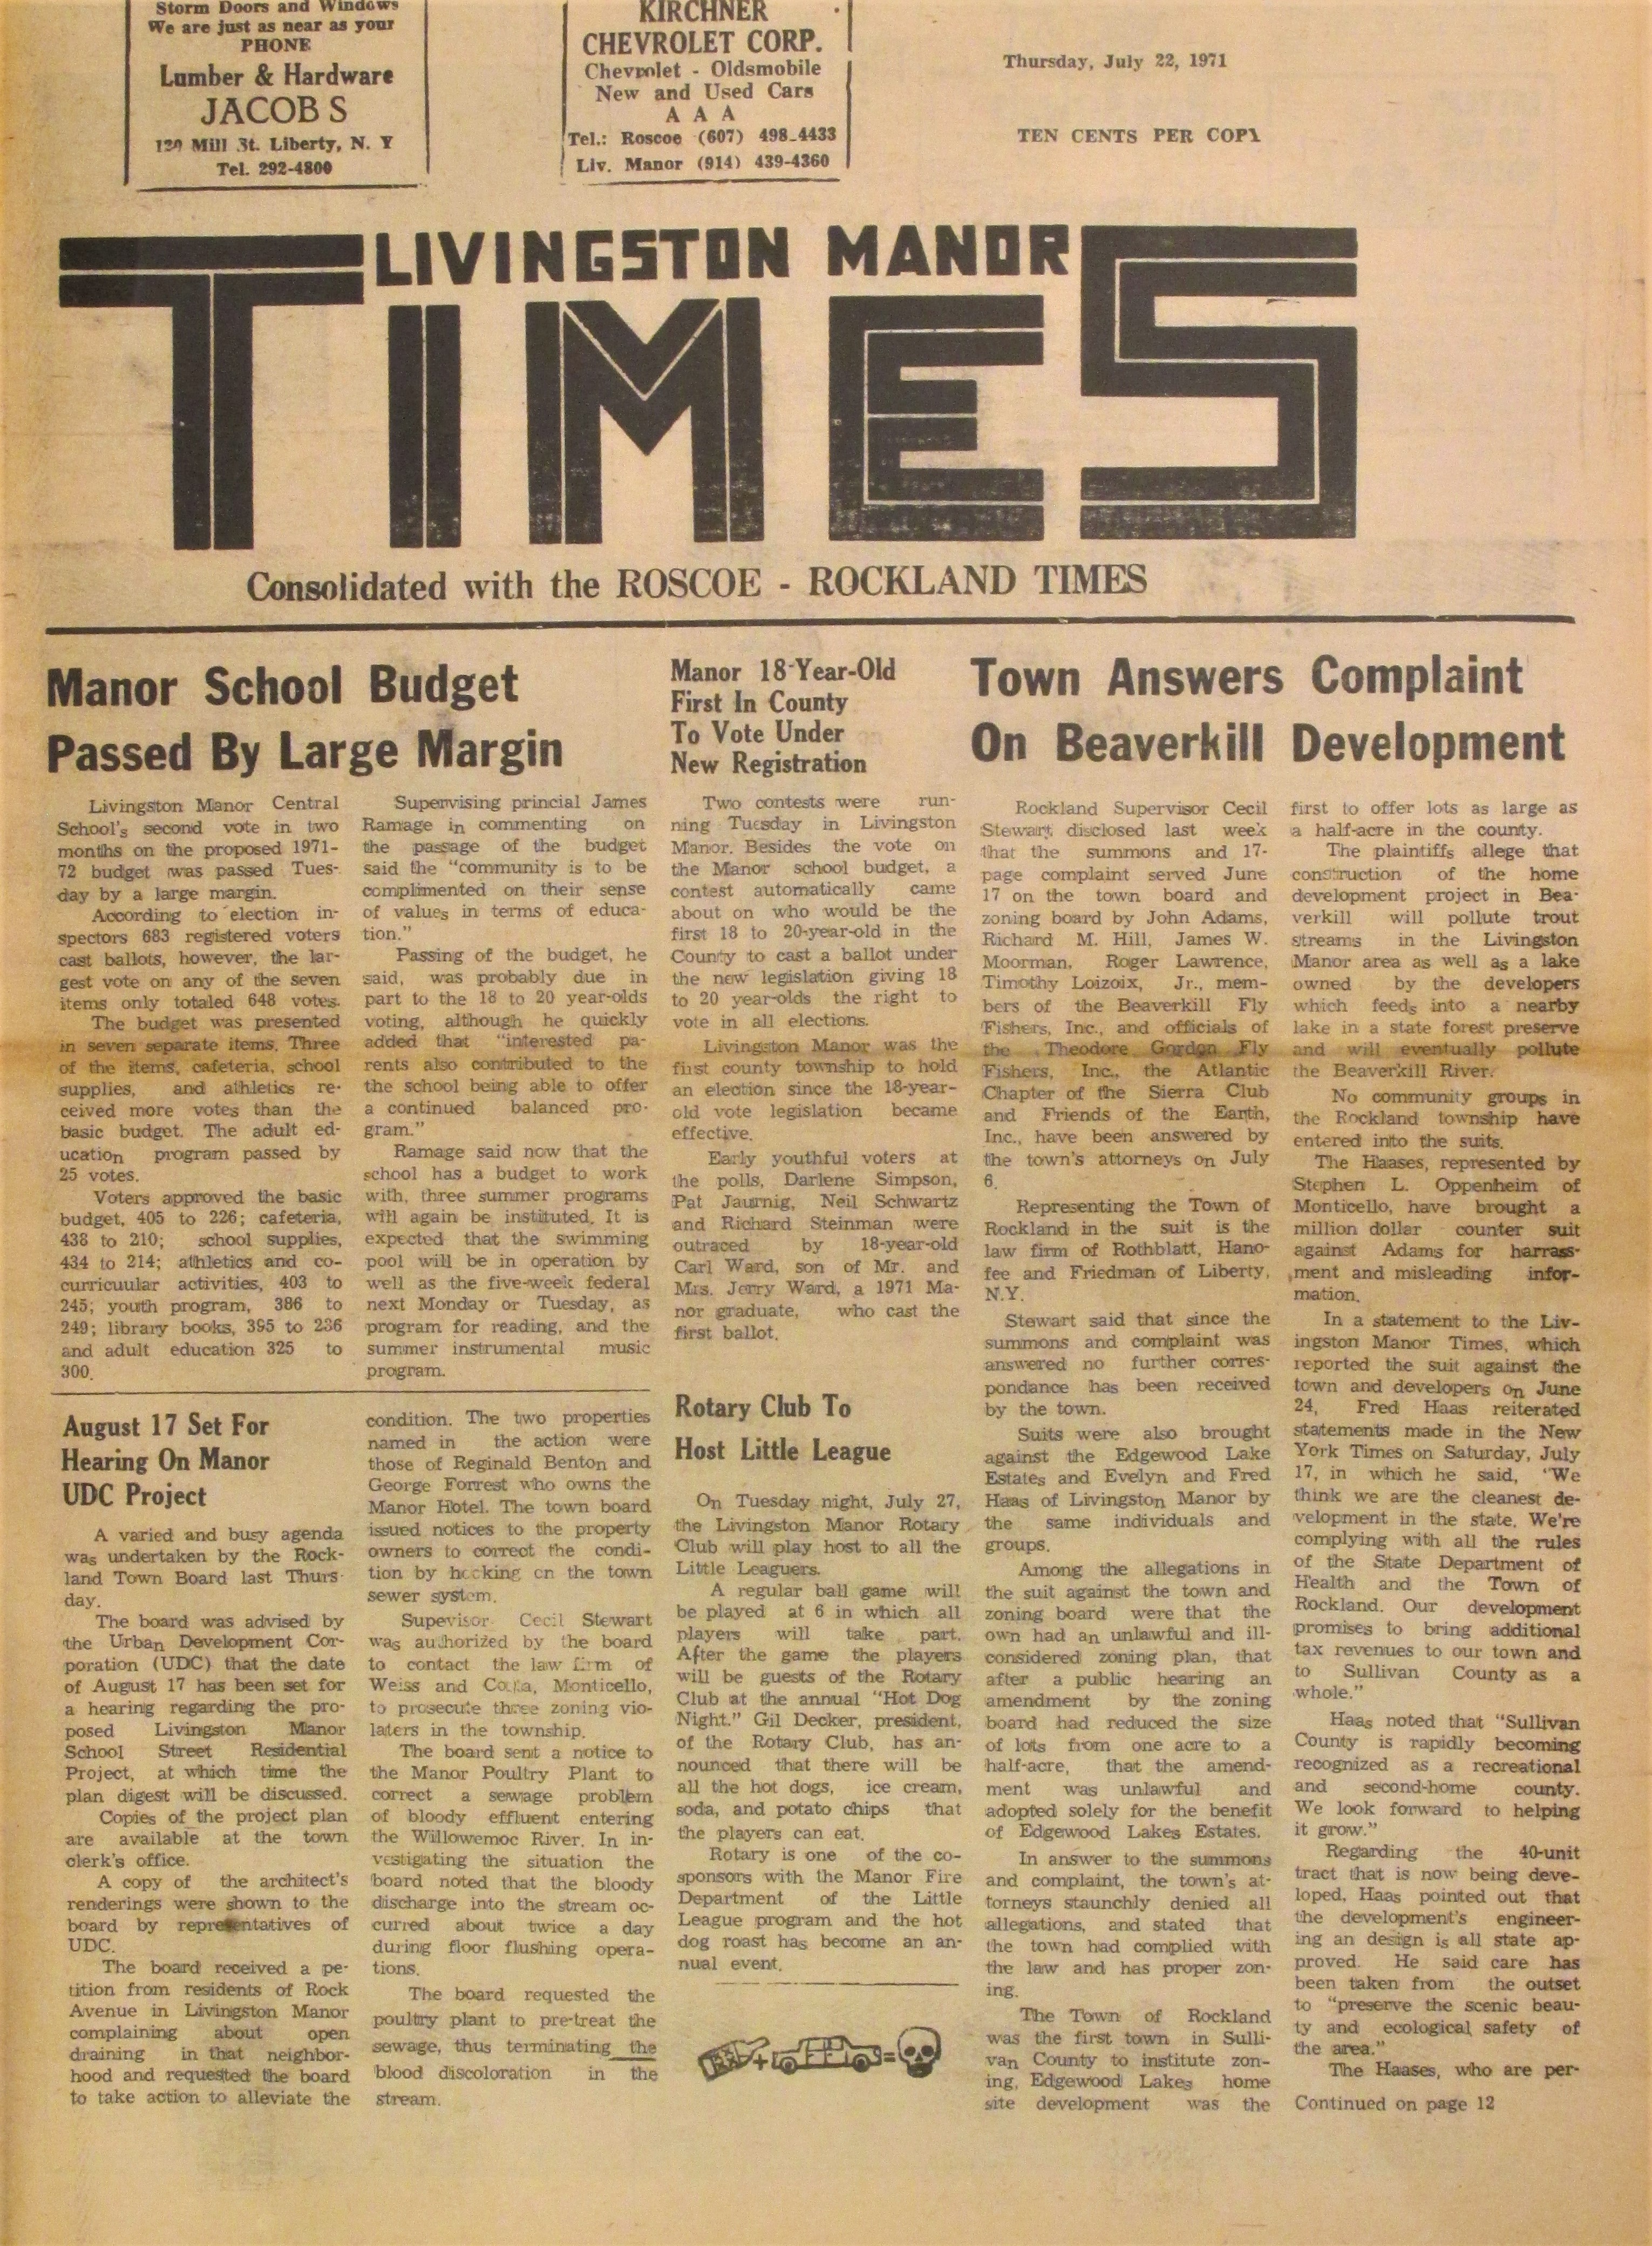 Storm Doors and Windows
We are just as near as your
PHONE
Lumber & Hardware
JACOBS
Mill St. Liberty, N. Y
Tel. 292-4800
KIRCHNER
CHEVROLET CORP.
Chevrolet - Oldsmobile
New and Used Cars
A A A
Tel.: Roscoe (607) 498-4433
Liv. Manor (914) 439-4360
Thursday, July 22, 1971
TEN CENTS PER COPY
LIVINGSTON MANOR
TIMES
Consolidated with the ROSCOE - ROCKLAND TIMES
Manor School Budget
Passed By Large Margin
Livingston Manor Central
School's second vote in two
months on the proposed 1971-
72 budget was passed Tues-
day by a large margin.
According to election in-
spectors 683 registered voters
cast ballots, however, the lar-
gest vote on any of the seven
items only totaled 648 votes.
The budget was presented
in seven separate items. Three
of the items, cafeteria, school
supplies, and athletics re-
ceived more votes than the
basic budget. The adult ed-
ucation program passed by
25 votes.
Voters approved the basic
budget, 405 to 226; cafeteria,
438 to 210; school supplies,
434 to 214; athletics and co-
curricuular activities, 403 to
245; youth program, 386 to
249; library books, 395 to 236
and adult education 325 to
300.
Supervising princial James
Ramage in commenting on
the passage of the budget
said the "community is to be
complimented on their sense
of values in terms of educa-
tion."
Passing of the budget, he
said, was probably due in
part to the 18 to 20 year-olds
voting, although he quickly
added that "interested pa-
rents also contributed to the
the school being able to offer
a continued balanced pro-
gram."
Ramage said now that the
school has a budget to work
with, three summer programs
will again be instituted. It is
expected that the swimming
pool will be in operation by
well as the five-week federal
next Monday or Tuesday, as
program for reading, and the
summer instrumental music
program.
Manor 18-Year-Old
First In County
To Vote Under
New Registration
Two contests were run-
ning Tuesday in Livingston
Manor. Besides the vote on
the Manor school budget, a
contest automatically came
about on who would be the
first 18 to 20-year-old in the
County to cast a ballot under
the new legislation giving 18
to 20 year-olds the right to
vote in all elections.
Livingston Manor was the
first county township to hold
an election since the 18-year-
old vote legislation became
effective.
Early youthful voters at
the polls, Darlene Simpson,
Pat Jaurnig, Neil Schwartz
and Richard Steinman were
outraced by 18-year-old
Carl Ward, son of Mr. and
Mrs. Jerry Ward, a 1971 Ma-
nor graduate, who cast the
first ballot.
Town Answers Complaint
On Beaverkill Development
Rockland Supervisor Cecil
Stewart disclosed last week
that the summons and 17-
page complaint served June
17 on the town board and
zoning board by John Adams,
Richard M. Hill, James W.
Moorman, Roger Lawrence,
Timothy Loizoix, Jr., mem-
bers of the Beaverkill Fly
Fishers, Inc., and officials of
the Theodore Gordon Fly
Fishers, Inc., the Atlantic
Chapter of the Sierra Club
and Friends of the Earth,
Inc., have been answered by
the town's attorneys on July
6.
Representing the Town of
Rockland in the suit is the
law firm of Rothblatt, Hano-
fee and Friedman of Liberty,
N.Y.
Stewart said that since the
summons and complaint was
answered no further corres-
pondance has been received
by the town.
Suits were also brought
against the Edgewood Lake
Estates and Evelyn and Fred
Haas of Livingston Manor by
the same individuals and
groups.
Among the allegations in
the suit against the town and
zoning board were that the
own had an unlawful and ill-
considered zoning plan, that
after a public hearing an
amendment by the zoning
board had reduced the size
of lots from one acre to a
half-acre, that the amend-
ment was unlawful and
adopted solely for the benefit
of Edgewood Lakes Estates.
In answer to the summons
and complaint, the town's at-
torneys staunchly denied all
allegations, and stated that
the town had complied with
the law and has proper zon-
ing.
The Town of Rockland
was the first town in Sulli-
van County to institute zon-
ing, Edgewood Lakes home
site development was the
first to offer lots as large as
a half-acre in the county.
The plaintiffs allege that
construction of the home
development project in Bea-
verkill will pollute trout
streams in the Livingston
Manor area as well as a lake
owned by the developers
which feeds into a nearby
lake in a state forest preserve
and will eventually pollute
the Beaverkill River.
No community groups in
the Rockland township have
entered into the suits.
The Haases, represented by
Stephen L. Oppenheim of
Monticello, have brought a
million dollar counter suit
against Adams for harrass-
ment and misleading infor-
mation.
In a statement to the Liv-
ingston Manor Times, which
reported the suit against the
town and developers on June
24, Fred Haas reiterated
statements made in the New
York Times on Saturday, July
17, in which he said, "We
think we are the cleanest de-
velopment in the state. We're
complying with all the rules
of the State Department of
Health and the Town of
Rockland. Our development
promises to bring additional
tax revenues to our town and
to Sullivan County as a
whole."
Haas noted that "Sullivan
County is rapidly becoming
recognized as a recreational
and second-home county.
We look forward to helping
it grow."
Regarding the 40-unit
tract that is now being deve-
loped, Haas pointed out that
the development's engineer-
ing an design is all state ap-
proved. He said care has
been taken from the outset
to "preserve the scenic beau-
ty and ecological safety of
the area."
The Haases, who are per-
Continued on page 12
August 17 Set For
Hearing On Manor
UDC Project
A varied and busy agenda
was undertaken by the Rock-
land Town Board last Thurs-
day.
The board was advised by
the Urban Development Cor-
poration (UDC) that the date
of August 17 has been set for
a hearing regarding the pro-
posed Livingston Manor
School Street Residential
Project, at which time the
plan digest will be discussed.
Copies of the project plan
are available at the town
clerk's office.
A copy of the architect's
renderings were shown to the
board by representatives of
UDC.
The board received a pe-
tition from residents of Rock
Avenue in Livingston Manor
complaining about open
draining in that neighbor-
hood and requested the board
to take action to alleviate the
condition. The two properties
named in the action were
those of Reginald Benton and
George Forrest who owns the
Manor Hotel. The town board
issued notices to the property
owners to correct the condi-
tion by hocking on the town
sewer system.
Supevisor Cecil Stewart
was authorized by the board
to contact the law firm of
Weiss and Monticello,
to prosecute three zoning vio-
laters in the township.
The board sent a notice to
the Manor Poultry Plant to
correct a sewage problem
of bloody effluent entering
the Willowemoc River. In in-
vestigating the situation the
board noted that the bloody
discharge into the stream oc-
curred about twice a day
during floor flushing opera-
tions.
The board requested the
poultry plant to pre-treat the
sewage, thus terminating the
blood discoloration in the
stream.
Rotary Club To
Host Little League
On Tuesday night, July 27,
the Livingston Manor Rotary
Club will play host to all the
Little Leaguers.
A regular ball game will
be played at 6 in which all
players will take part.
After the game the players
will be guests of the Rotary
Club at the annual "Hot Dog
Night." Gil Decker, president,
of the Rotary Club, has an-
nounced that there will be
all the hot dogs, ice cream,
soda, and potato chips that
the players can eat.
Rotary is one of the co-
sponsors with the Manor Fire
Department of the Little
League program and the hot
dog roast has become an an-
nual event.
+ =